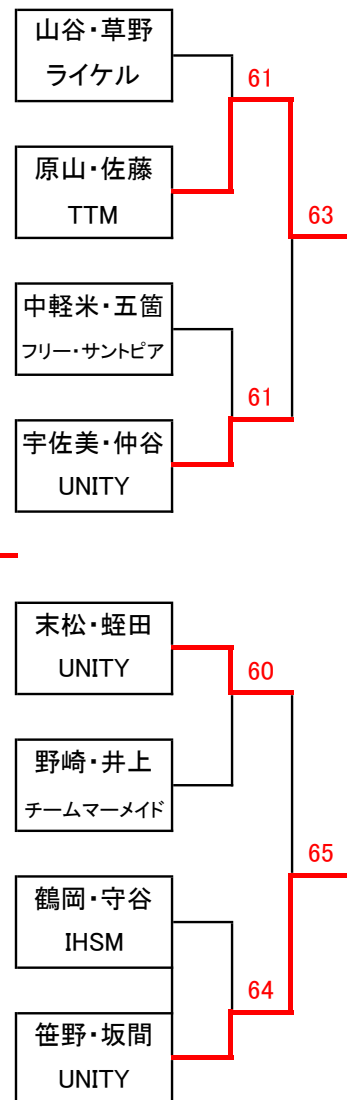 山谷・草野
ライケル
61
原山・佐藤
TTM
63
中軽米・五箇
フリー・サントピア
61
宇佐美・仲谷
UNITY
末松・蛭田
UNITY
60
野崎・井上
チームマーメイド
65
鶴岡・守谷
IHSM
64
笹野・坂間
UNITY